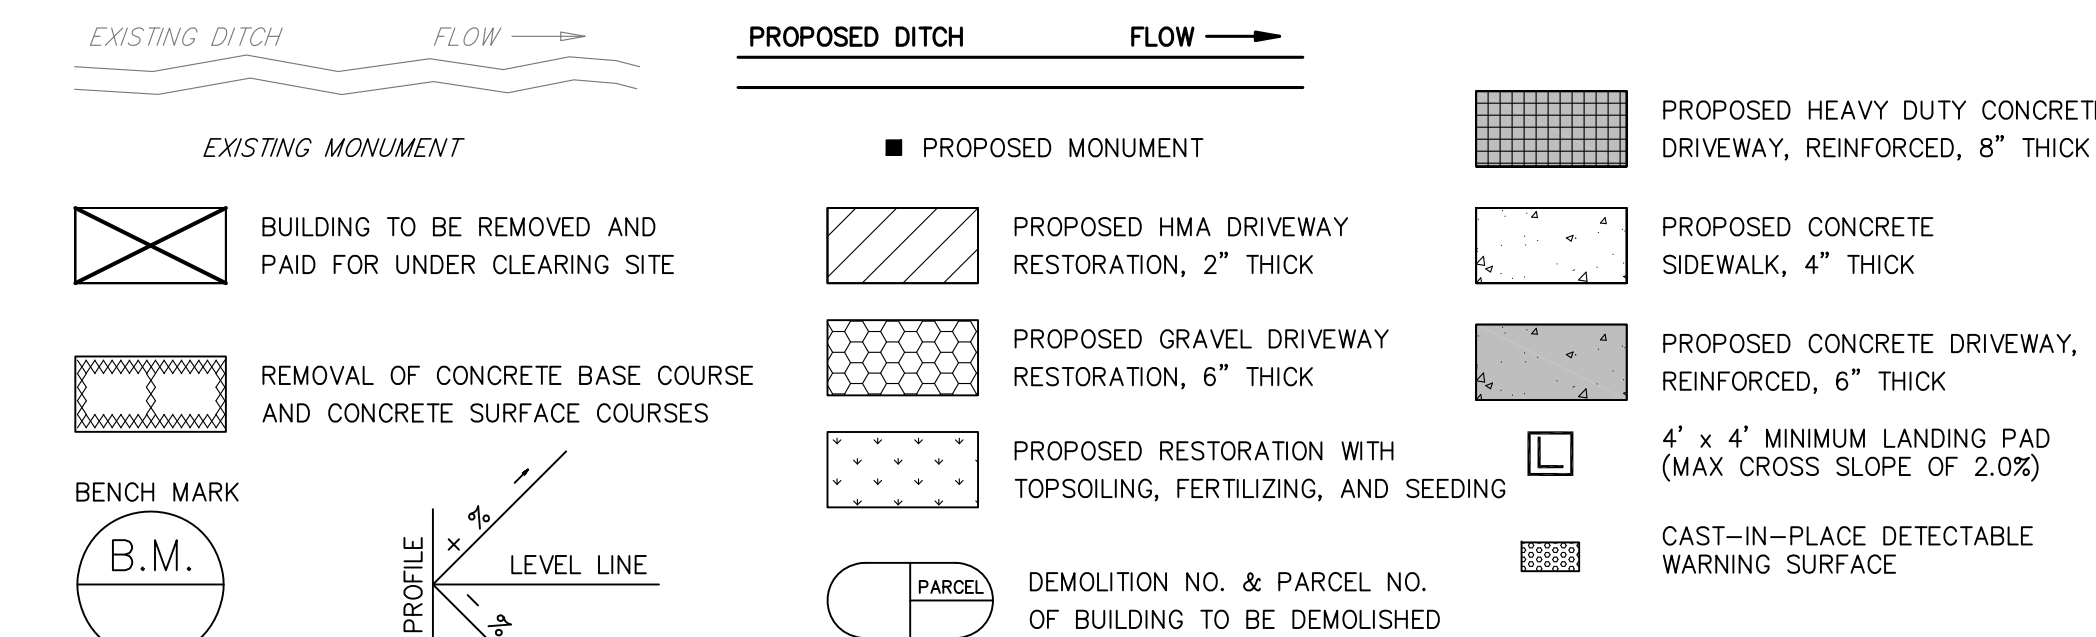 EXISTING DITCH FLOW
PROPOSED DITCH FLOW
EXISTING MONUMENT
PROPOSED MONUMENT
BUILDING TO BE REMOVED AND
PAID FOR UNDER CLEARING SITE
REMOVAL OF CONCRETE BASE COURSE
AND CONCRETE SURFACE COURSES
BENCH MARK
B.M.
PROFILE
+ %
LEVEL LINE
- %
PROPOSED HMA DRIVEWAY
RESTORATION, 2" THICK
PROPOSED GRAVEL DRIVEWAY
RESTORATION, 6" THICK
PROPOSED RESTORATION WITH
TOPSOILING, FERTILIZING, AND SEEDING
PARCEL
DEMOLITION NO. & PARCEL NO.
OF BUILDING TO BE DEMOLISHED
PROPOSED HEAVY DUTY CONCRET
DRIVEWAY, REINFORCED, 8" THICK
PROPOSED CONCRETE
SIDEWALK, 4" THICK
PROPOSED CONCRETE DRIVEWAY,
REINFORCED, 6" THICK
L
4' x 4' MINIMUM LANDING PAD
(MAX CROSS SLOPE OF 2.0%)
CAST-IN-PLACE DETECTABLE
WARNING SURFACE